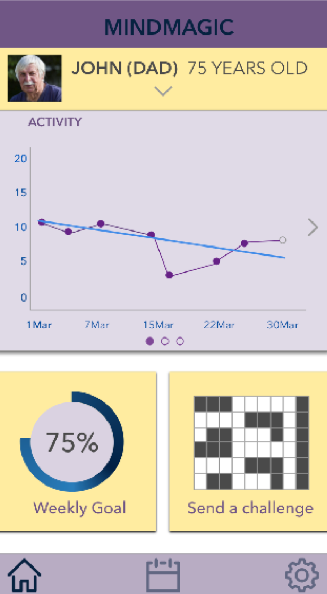 MINDMAGIC
JOHN (DAD) 75 YEARS OLD
ACTIVITY
20
15
10
5
0
1Mar 7Mar 15Mar 22Mar 30Mar
75%
Weekly Goal
Send a challenge